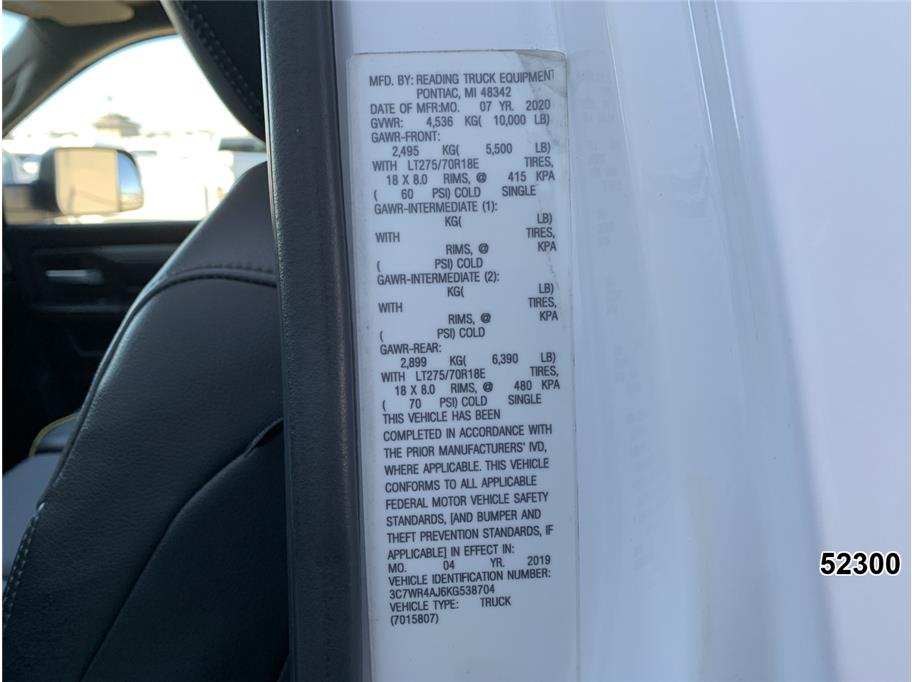 MFD. BY: READING TRUCK EQUIPMENT
PONTIAC, MI 48342
DATE OF MFR:MO. 07 YR. 2020
GVWR: 4,536 KG( 10,000 LB)
GAWR-FRONT:
2,495 KG( 5,500 LB)
WITH LT275/70R18E TIRES,
18 X 8.0 RIMS, @ 415 KPA
( 60 PSI) COLD SINGLE
GAWR-INTERMEDIATE (1):
KG( LB)
WITH TIRES,
RIMS, @ KPA
( PSI) COLD
GAWR-INTERMEDIATE (2):
KG( LB)
WITH TIRES,
RIMS, @ KPA
( PSI) COLD
GAWR-REAR:
2,899 KG( 6,390 LB)
WITH LT275/70R18E TIRES,
18 X 8.0 RIMS, @ 480 KPA
( 70 PSI) COLD SINGLE
THIS VEHICLE HAS BEEN
COMPLETED IN ACCORDANCE WITH
THE PRIOR MANUFACTURERS' IVD,
WHERE APPLICABLE. THIS VEHICLE
CONFORMS TO ALL APPLICABLE
FEDERAL MOTOR VEHICLE SAFETY
STANDARDS, [AND BUMPER AND
THEFT PREVENTION STANDARDS, IF
APPLICABLE] IN EFFECT IN:
MO. 04 YR. 2019
VEHICLE IDENTIFICATION NUMBER:
3C7WR4AJ6KG538704
VEHICLE TYPE: TRUCK
(7015807)
52300